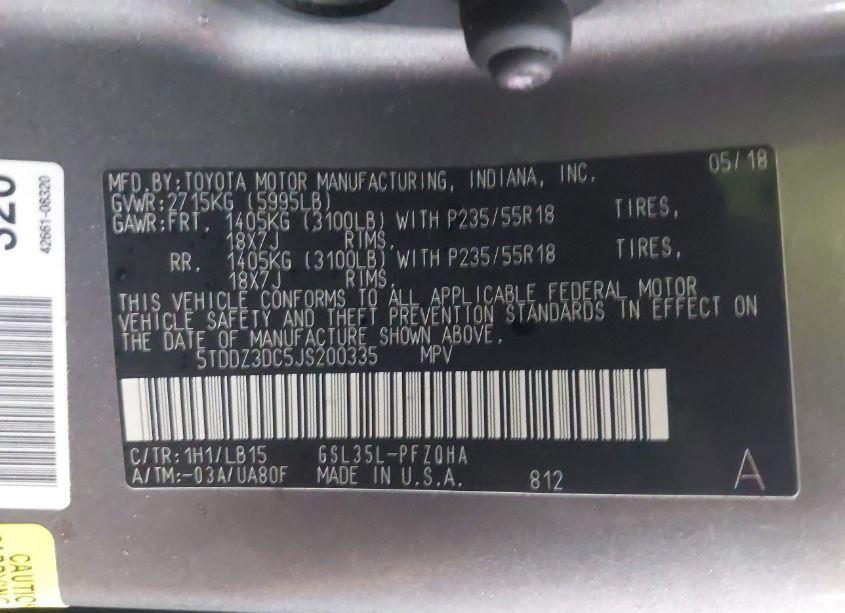 MFD.BY:TOYOTA MOTOR MANUFACTURING, INDIANA, INC. 05/18
GVWR:2715KG (5995LB)
GAWR:FRT. 1405KG (3100LB) WITH P235/55R18 TIRES,
18X7J RIMS,
RR. 1405KG (3100LB) WITH P235/55R18 TIRES,
18X7J RIMS,
THIS VEHICLE CONFORMS TO ALL APPLICABLE FEDERAL MOTOR
VEHICLE SAFETY AND THEFT PREVENTION STANDARDS IN EFFECT ON
THE DATE OF MANUFACTURE SHOWN ABOVE.
5TDDZ3DC5JS200335 MPV
C/TR:1H1/LB15 GSL35L-PFZQHA
A/TM:-03A/UA80F MADE IN U.S.A. 812 A
42661-08320
CAUTION